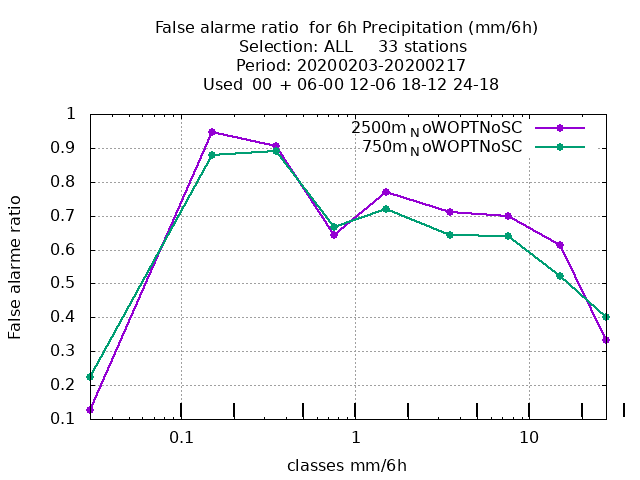 False alarme ratio  for 6h Precipitation (mm/6h)
Selection: ALL     33 stations
Period: 20200203-20200217
Used  00  + 06-00 12-06 18-12 24-18
2500m_NoWOPTNoSC
750m_NoWOPTNoSC
1
0.9
0.8
0.7
0.6
0.5
0.4
0.3
0.2
0.1
False alarme ratio
0.1 1 10
classes mm/6h